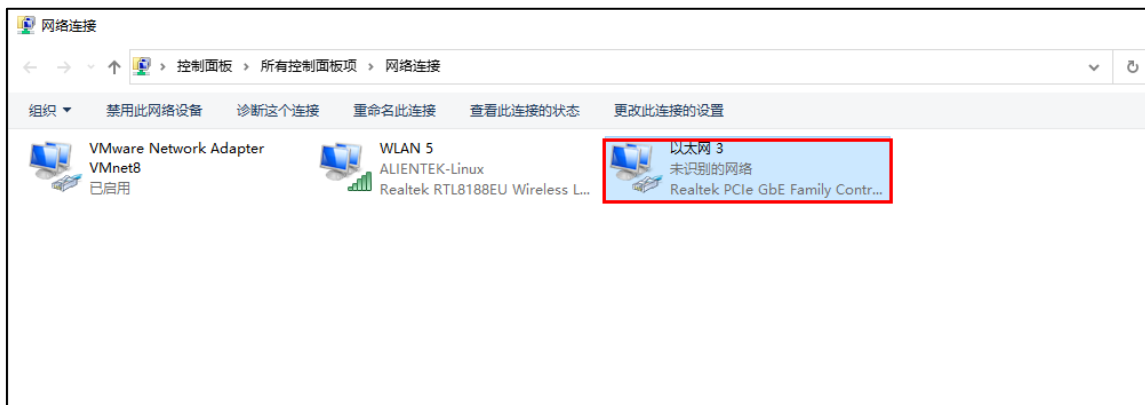 网络连接
控制面板 › 所有控制面板项 › 网络连接
组织 禁用此网络设备 诊断这个连接 重命名此连接 查看此连接的状态 更改此连接的设置
VMware Network Adapter
VMnet8
已启用
WLAN 5
ALIENTEK-Linux
Realtek RTL8188EU Wireless L...
以太网 3
未识别的网络
Realtek PCIe GbE Family Contr...